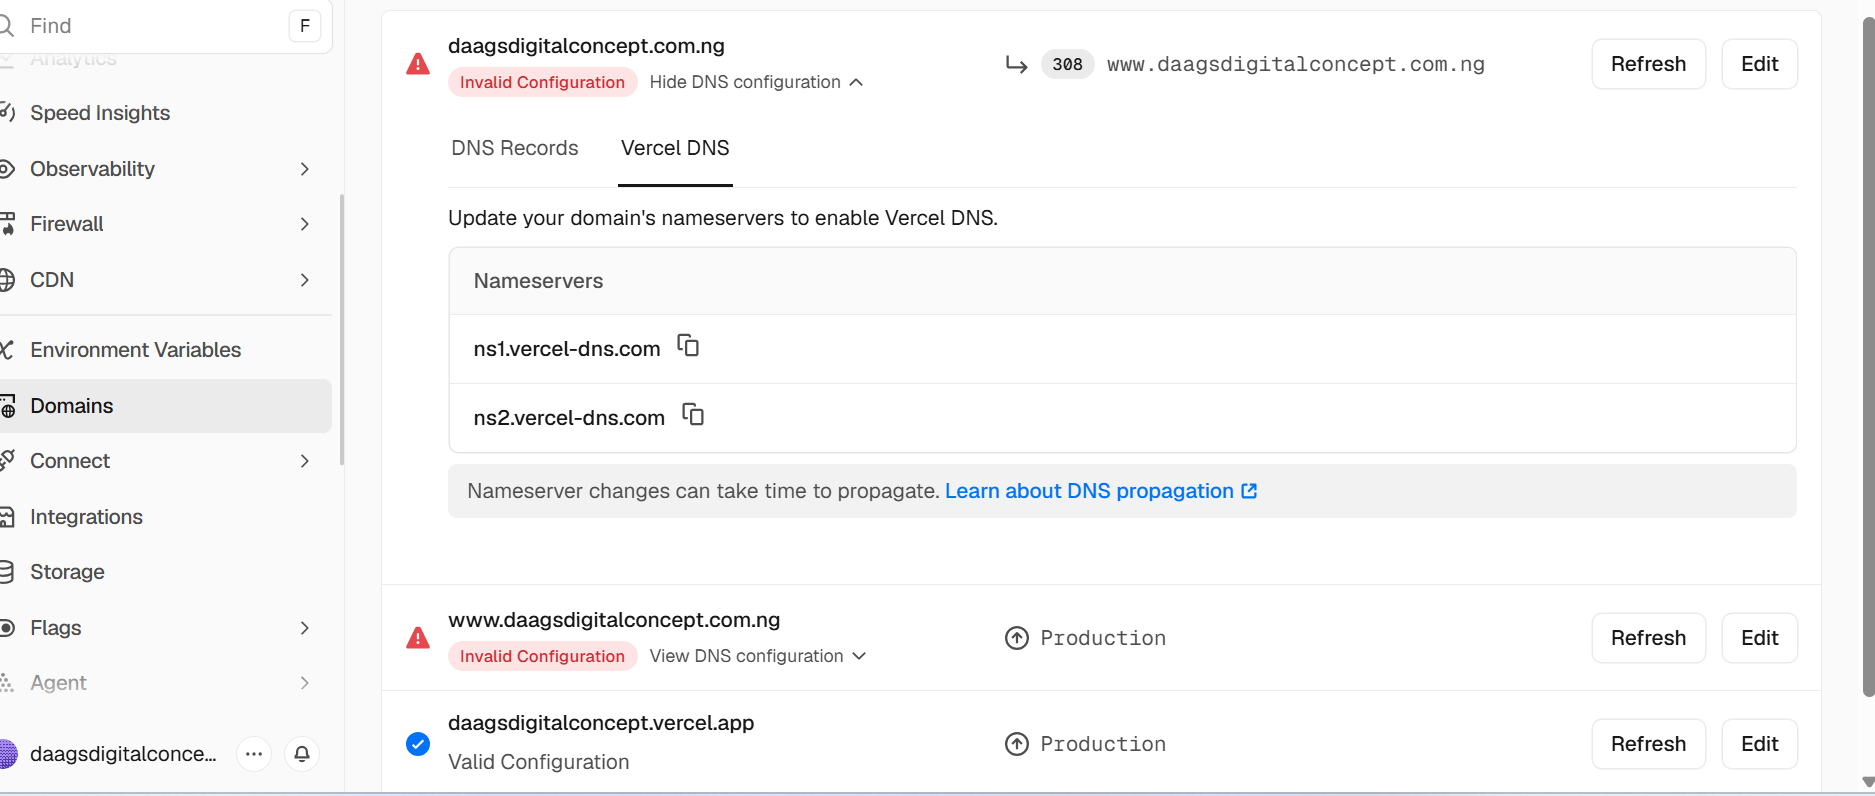 Find
F
Analytics
Speed Insights
Observability
Firewall
CDN
Environment Variables
Domains
Connect
Integrations
Storage
Flags
Agent
daagsdigitalconce...
daagsdigitalconcept.com.ng
Invalid Configuration Hide DNS configuration
308 www.daagsdigitalconcept.com.ng
Refresh Edit
DNS Records Vercel DNS
Update your domain's nameservers to enable Vercel DNS.
Nameservers
ns1.vercel-dns.com
ns2.vercel-dns.com
Nameserver changes can take time to propagate. Learn about DNS propagation
www.daagsdigitalconcept.com.ng
Invalid Configuration View DNS configuration
Production
Refresh Edit
daagsdigitalconcept.vercel.app
Valid Configuration
Production
Refresh Edit